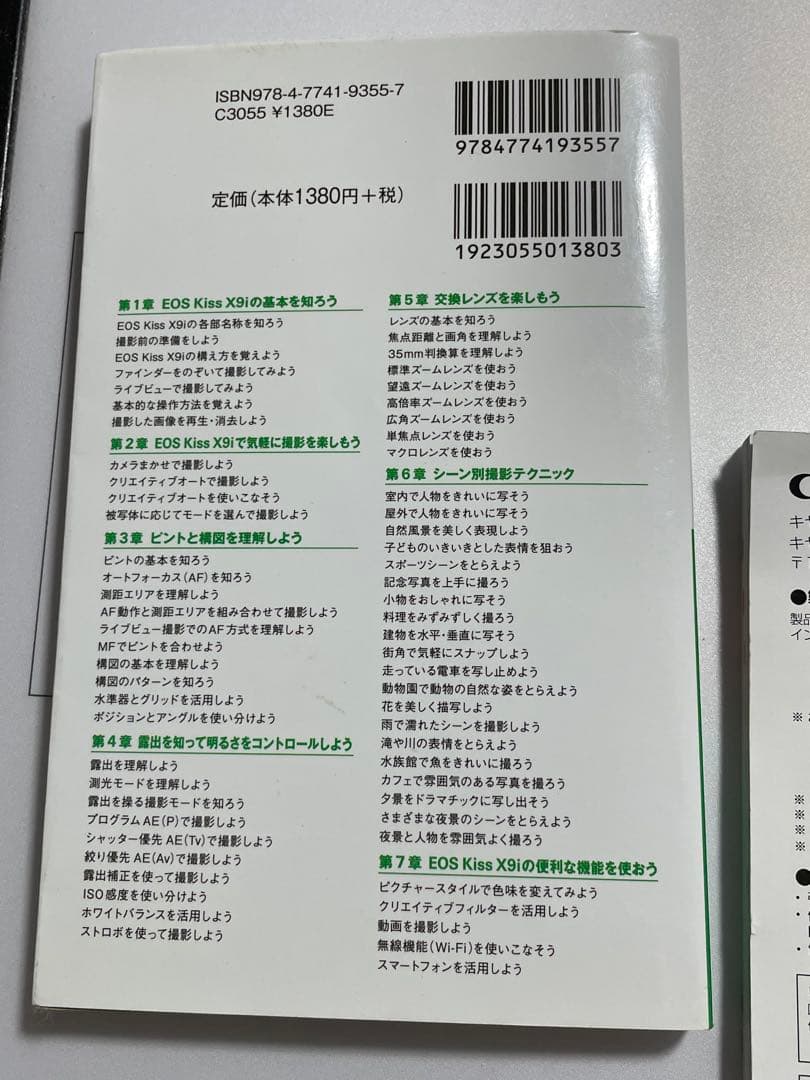 ISBN978-4-7741-9355-7
C3055 ¥1380E
9784774193557
定価(本体1380円+税)
1923055013803
第1章 EOS Kiss X9iの基本を知ろう
EOS Kiss X9iの各部名称を知ろう
撮影前の準備をしよう
EOS Kiss X9iの構え方を覚えよう
ファインダーをのぞいて撮影してみよう
ライブビューで撮影してみよう
基本的な操作方法を覚えよう
撮影した画像を再生・消去しよう
第2章 EOS Kiss X9iで気軽に撮影を楽しもう
カメラまかせで撮影しよう
クリエイティブオートで撮影しよう
クリエイティブオートを使いこなそう
被写体に応じてモードを選んで撮影しよう
第3章 ピントと構図を理解しよう
ピントの基本を知ろう
オートフォーカス(AF)を知ろう
測距エリアを理解しよう
AF動作と測距エリアを組み合わせて撮影しよう
ライブビュー撮影でのAF方式を理解しよう
MFでピントを合わせよう
構図の基本を理解しよう
構図のパターンを知ろう
水準器とグリッドを活用しよう
ポジションとアングルを使い分けよう
第4章 露出を知って明るさをコントロールしよう
露出を理解しよう
測光モードを理解しよう
露出を操る撮影モードを知ろう
プログラムAE(P)で撮影しよう
シャッター優先AE(Tv)で撮影しよう
絞り優先AE(Av)で撮影しよう
露出補正を使って撮影しよう
ISO感度を使い分けよう
ホワイトバランスを活用しよう
ストロボを使って撮影しよう
第5章 交換レンズを楽しもう
レンズの基本を知ろう
焦点距離と画角を理解しよう
35mm判換算を理解しよう
標準ズームレンズを使おう
望遠ズームレンズを使おう
高倍率ズームレンズを使おう
広角ズームレンズを使おう
単焦点レンズを使おう
マクロレンズを使おう
第6章 シーン別撮影テクニック
室内で人物をきれいに写そう
屋外で人物をきれいに写そう
自然風景を美しく表現しよう
子どものいきいきとした表情を狙おう
スポーツシーンをとらえよう
記念写真を上手に撮ろう
小物をおしゃれに写そう
料理をみずみずしく撮ろう
建物を水平・垂直に写そう
街角で気軽にスナップしよう
走っている電車を写し止めよう
動物園で動物の自然な姿をとらえよう
花を美しく描写しよう
雨で濡れたシーンを撮影しよう
滝や川の表情をとらえよう
水族館で魚をきれいに撮ろう
カフェで雰囲気のある写真を撮ろう
夕景をドラマチックに写し出そう
さまざまな夜景のシーンをとらえよう
夜景と人物を雰囲気よく撮ろう
第7章 EOS Kiss X9iの便利な機能を使おう
ピクチャースタイルで色味を変えてみよう
クリエイティブフィルターを活用しよう
動画を撮影しよう
無線機能(Wi-Fi)を使いこなそう
スマートフォンを活用しよう
キヤ
キヤ
〒
製品
イン